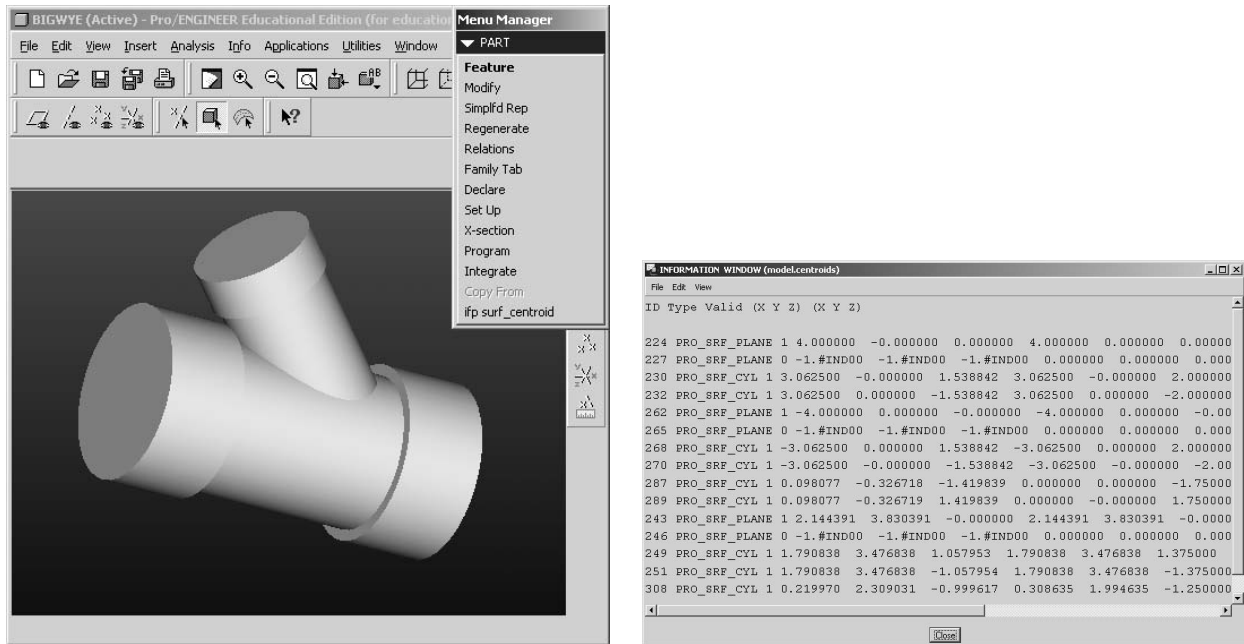 BIGWYE (Active) - Pro/ENGINEER Educational Edition (for educatio
File Edit View Insert Analysis Info Applications Utilities Window
Menu Manager
PART
Feature
Modify
Simplfd Rep
Regenerate
Relations
Family Tab
Declare
Set Up
X-section
Program
Integrate
Copy From
ifp surf_centroid
INFORMATION WINDOW (model.centroids)
File Edit View
ID Type Valid (X Y Z) (X Y Z)
224 PRO_SRF_PLANE 1 4.000000 -0.000000 0.000000 4.000000 0.000000 0.00000
227 PRO_SRF_PLANE 0 -1.#IND00 -1.#IND00 -1.#IND00 0.000000 0.000000 0.000
230 PRO_SRF_CYL 1 3.062500 -0.000000 1.538842 3.062500 -0.000000 2.000000
232 PRO_SRF_CYL 1 3.062500 0.000000 -1.538842 3.062500 0.000000 -2.000000
262 PRO_SRF_PLANE 1 -4.000000 0.000000 -0.000000 -4.000000 0.000000 -0.00
265 PRO_SRF_PLANE 0 -1.#IND00 -1.#IND00 -1.#IND00 0.000000 0.000000 0.000
268 PRO_SRF_CYL 1 -3.062500 0.000000 1.538842 -3.062500 0.000000 2.000000
270 PRO_SRF_CYL 1 -3.062500 -0.000000 -1.538842 -3.062500 -0.000000 -2.00
287 PRO_SRF_CYL 1 0.098077 -0.326718 -1.419839 0.000000 0.000000 -1.75000
289 PRO_SRF_CYL 1 0.098077 -0.326719 1.419839 0.000000 -0.000000 1.750000
243 PRO_SRF_PLANE 1 2.144391 3.830391 -0.000000 2.144391 3.830391 -0.0000
246 PRO_SRF_PLANE 0 -1.#IND00 -1.#IND00 -1.#IND00 0.000000 0.000000 0.000
249 PRO_SRF_CYL 1 1.790838 3.476838 1.057953 1.790838 3.476838 1.375000
251 PRO_SRF_CYL 1 1.790838 3.476838 -1.057954 1.790838 3.476838 -1.375000
308 PRO_SRF_CYL 1 0.219970 2.309031 -0.999617 0.308635 1.994635 -1.250000
Close